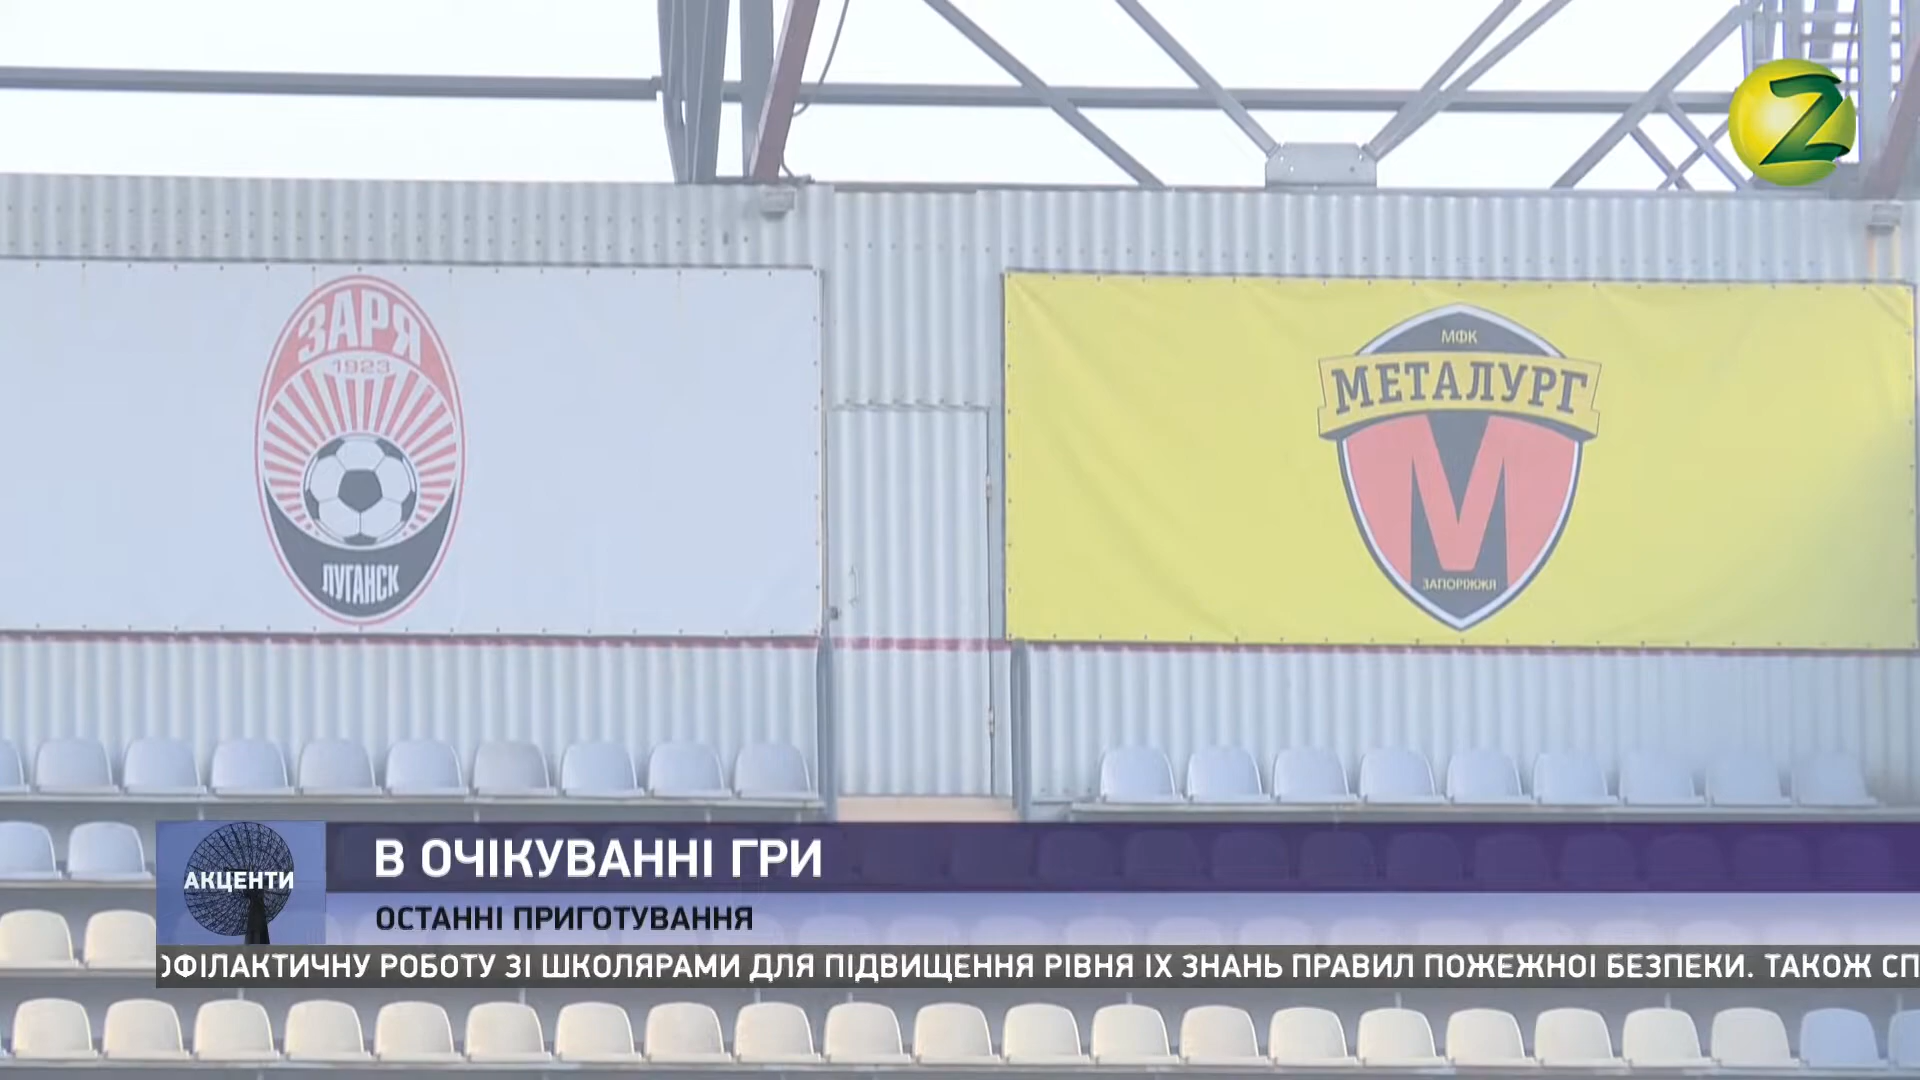 ЗАРЯ
1923
ЛУГАНСК
МФК
МЕТАЛУРГ
М
ЗАПОРІЖЖЯ
Z
АКЦЕНТИ
В ОЧІКУВАННІ ГРИ
ОСТАННІ ПРИГОТУВАННЯ
ОФІЛАКТИЧНУ РОБОТУ ЗІ ШКОЛЯРАМИ ДЛЯ ПІДВИЩЕННЯ РІВНЯ ЇХ ЗНАНЬ ПРАВИЛ ПОЖЕЖНОЇ БЕЗПЕКИ. ТАКОЖ СП